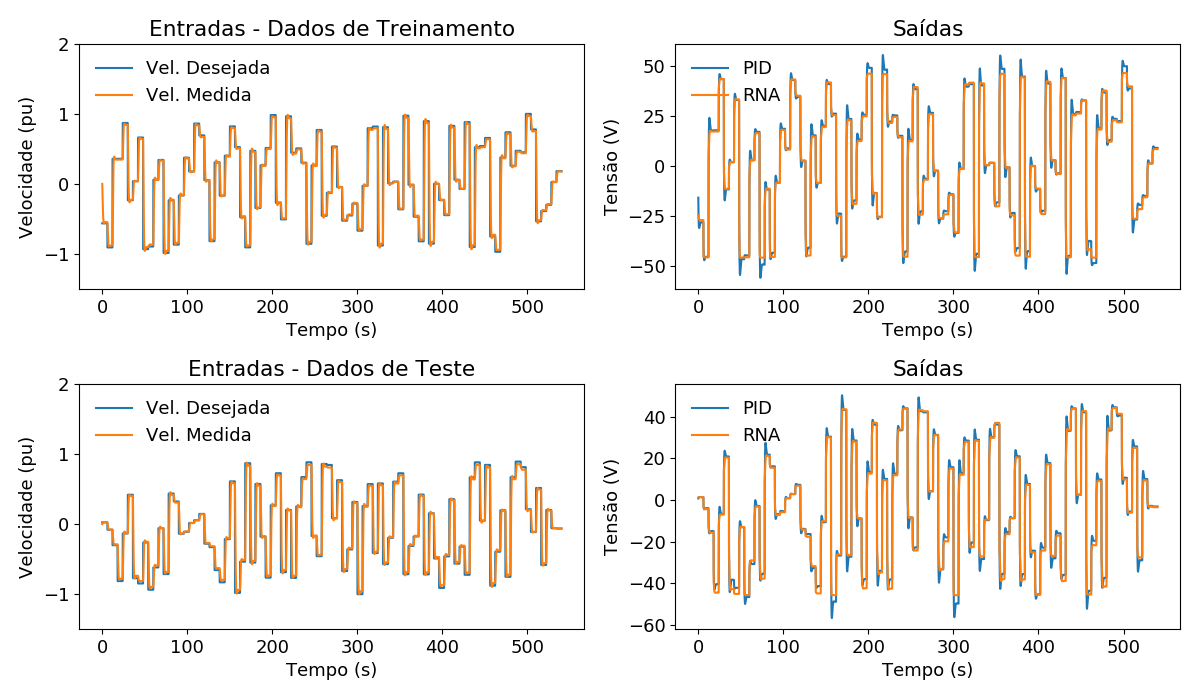 Entradas - Dados de Treinamento
Velocidade (pu)
2
1
0
−1
Vel. Desejada
Vel. Medida
0 100 200 300 400 500
Tempo (s)
Saídas
Tensão (V)
50
25
0
−25
−50
PID
RNA
0 100 200 300 400 500
Tempo (s)
Entradas - Dados de Teste
Velocidade (pu)
2
1
0
−1
Vel. Desejada
Vel. Medida
0 100 200 300 400 500
Tempo (s)
Saídas
Tensão (V)
40
20
0
−20
−40
−60
PID
RNA
0 100 200 300 400 500
Tempo (s)